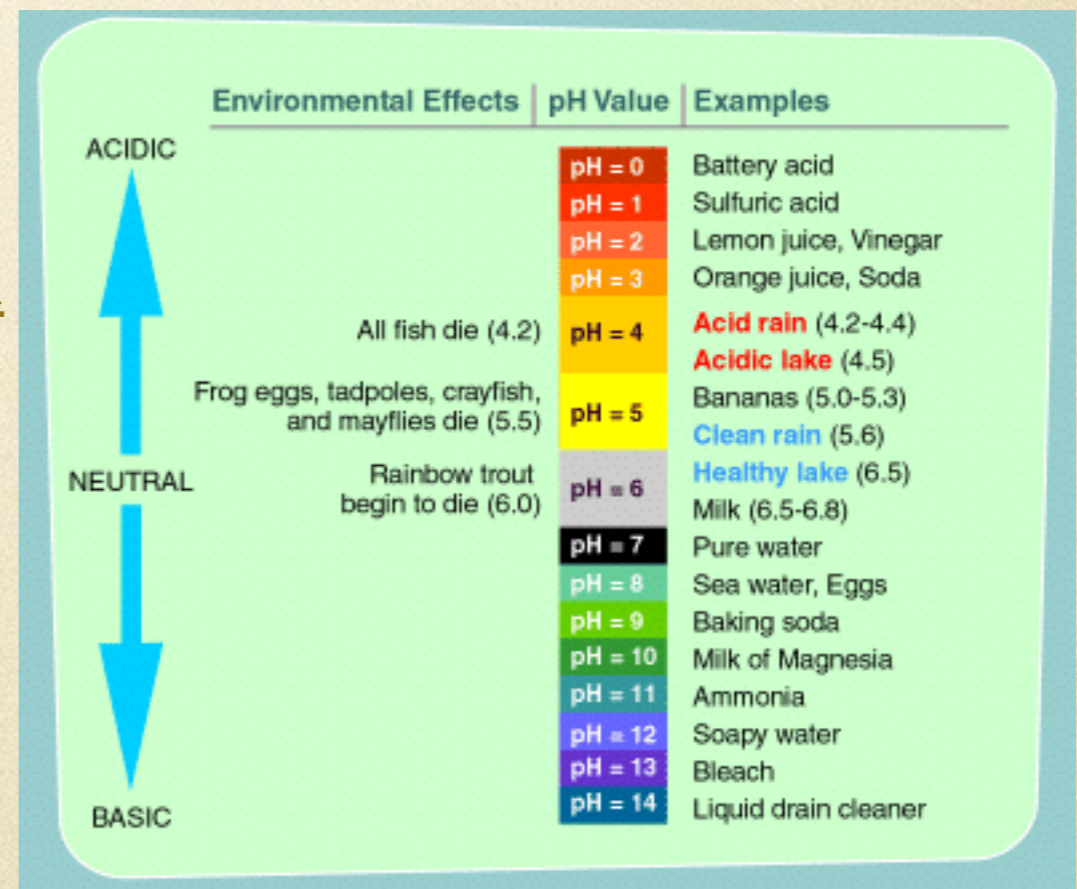 Environmental Effects pH Value Examples
ACIDIC
pH = 0 Battery acid
pH = 1 Sulfuric acid
pH = 2 Lemon juice, Vinegar
pH = 3 Orange juice, Soda
All fish die (4.2) pH = 4 Acid rain (4.2-4.4)
Acidic lake (4.5)
Frog eggs, tadpoles, crayfish,
and mayflies die (5.5) pH = 5 Bananas (5.0-5.3)
Clean rain (5.6)
NEUTRAL
Rainbow trout
begin to die (6.0) pH = 6 Healthy lake (6.5)
Milk (6.5-6.8)
pH = 7 Pure water
pH = 8 Sea water, Eggs
pH = 9 Baking soda
pH = 10 Milk of Magnesia
pH = 11 Ammonia
pH = 12 Soapy water
pH = 13 Bleach
pH = 14 Liquid drain cleaner
BASIC